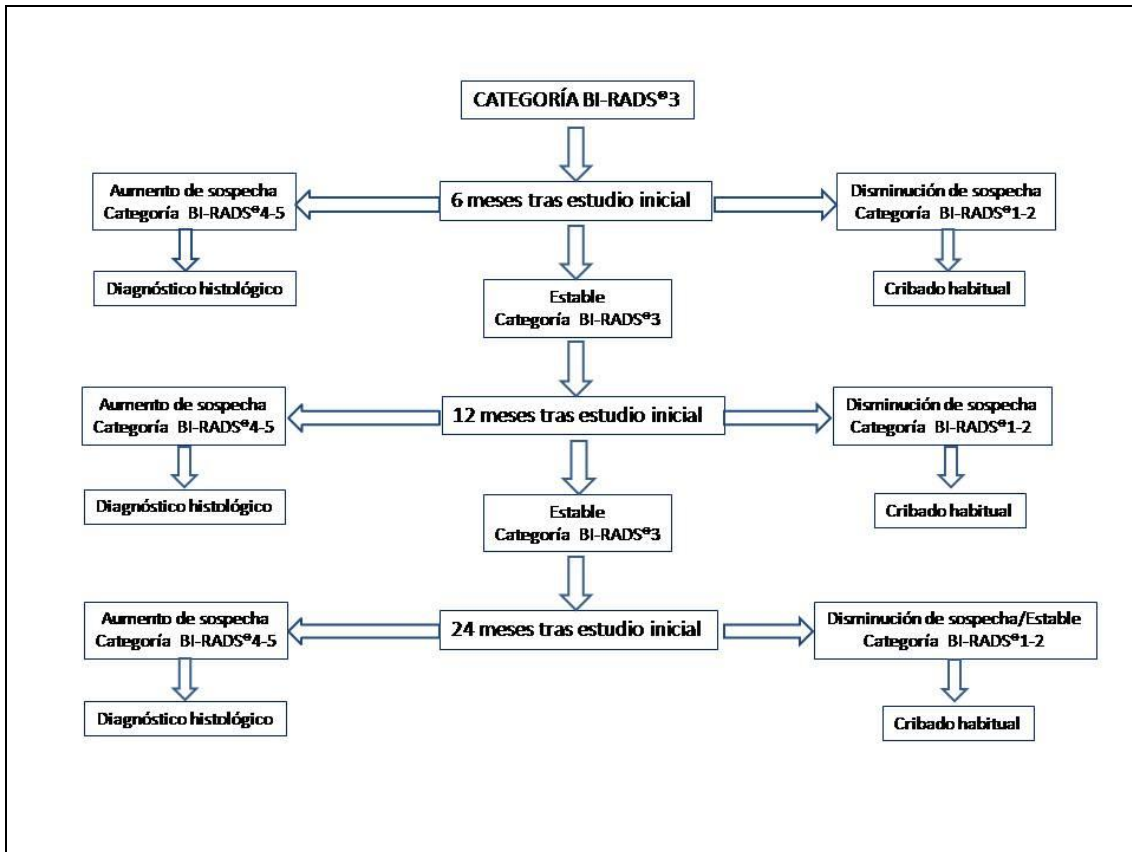 CATEGORÍA BI-RADS®3
Aumento de sospecha
Categoría BI-RADS®4-5
6 meses tras estudio inicial
Disminución de sospecha
Categoría BI-RADS®1-2
Diagnóstico histológico
Estable
Categoría BI-RADS®3
Cribado habitual
Aumento de sospecha
Categoría BI-RADS®4-5
12 meses tras estudio inicial
Disminución de sospecha
Categoría BI-RADS®1-2
Diagnóstico histológico
Estable
Categoría BI-RADS®3
Cribado habitual
Aumento de sospecha
Categoría BI-RADS®4-5
24 meses tras estudio inicial
Disminución de sospecha/Estable
Categoría BI-RADS®1-2
Diagnóstico histológico
Cribado habitual